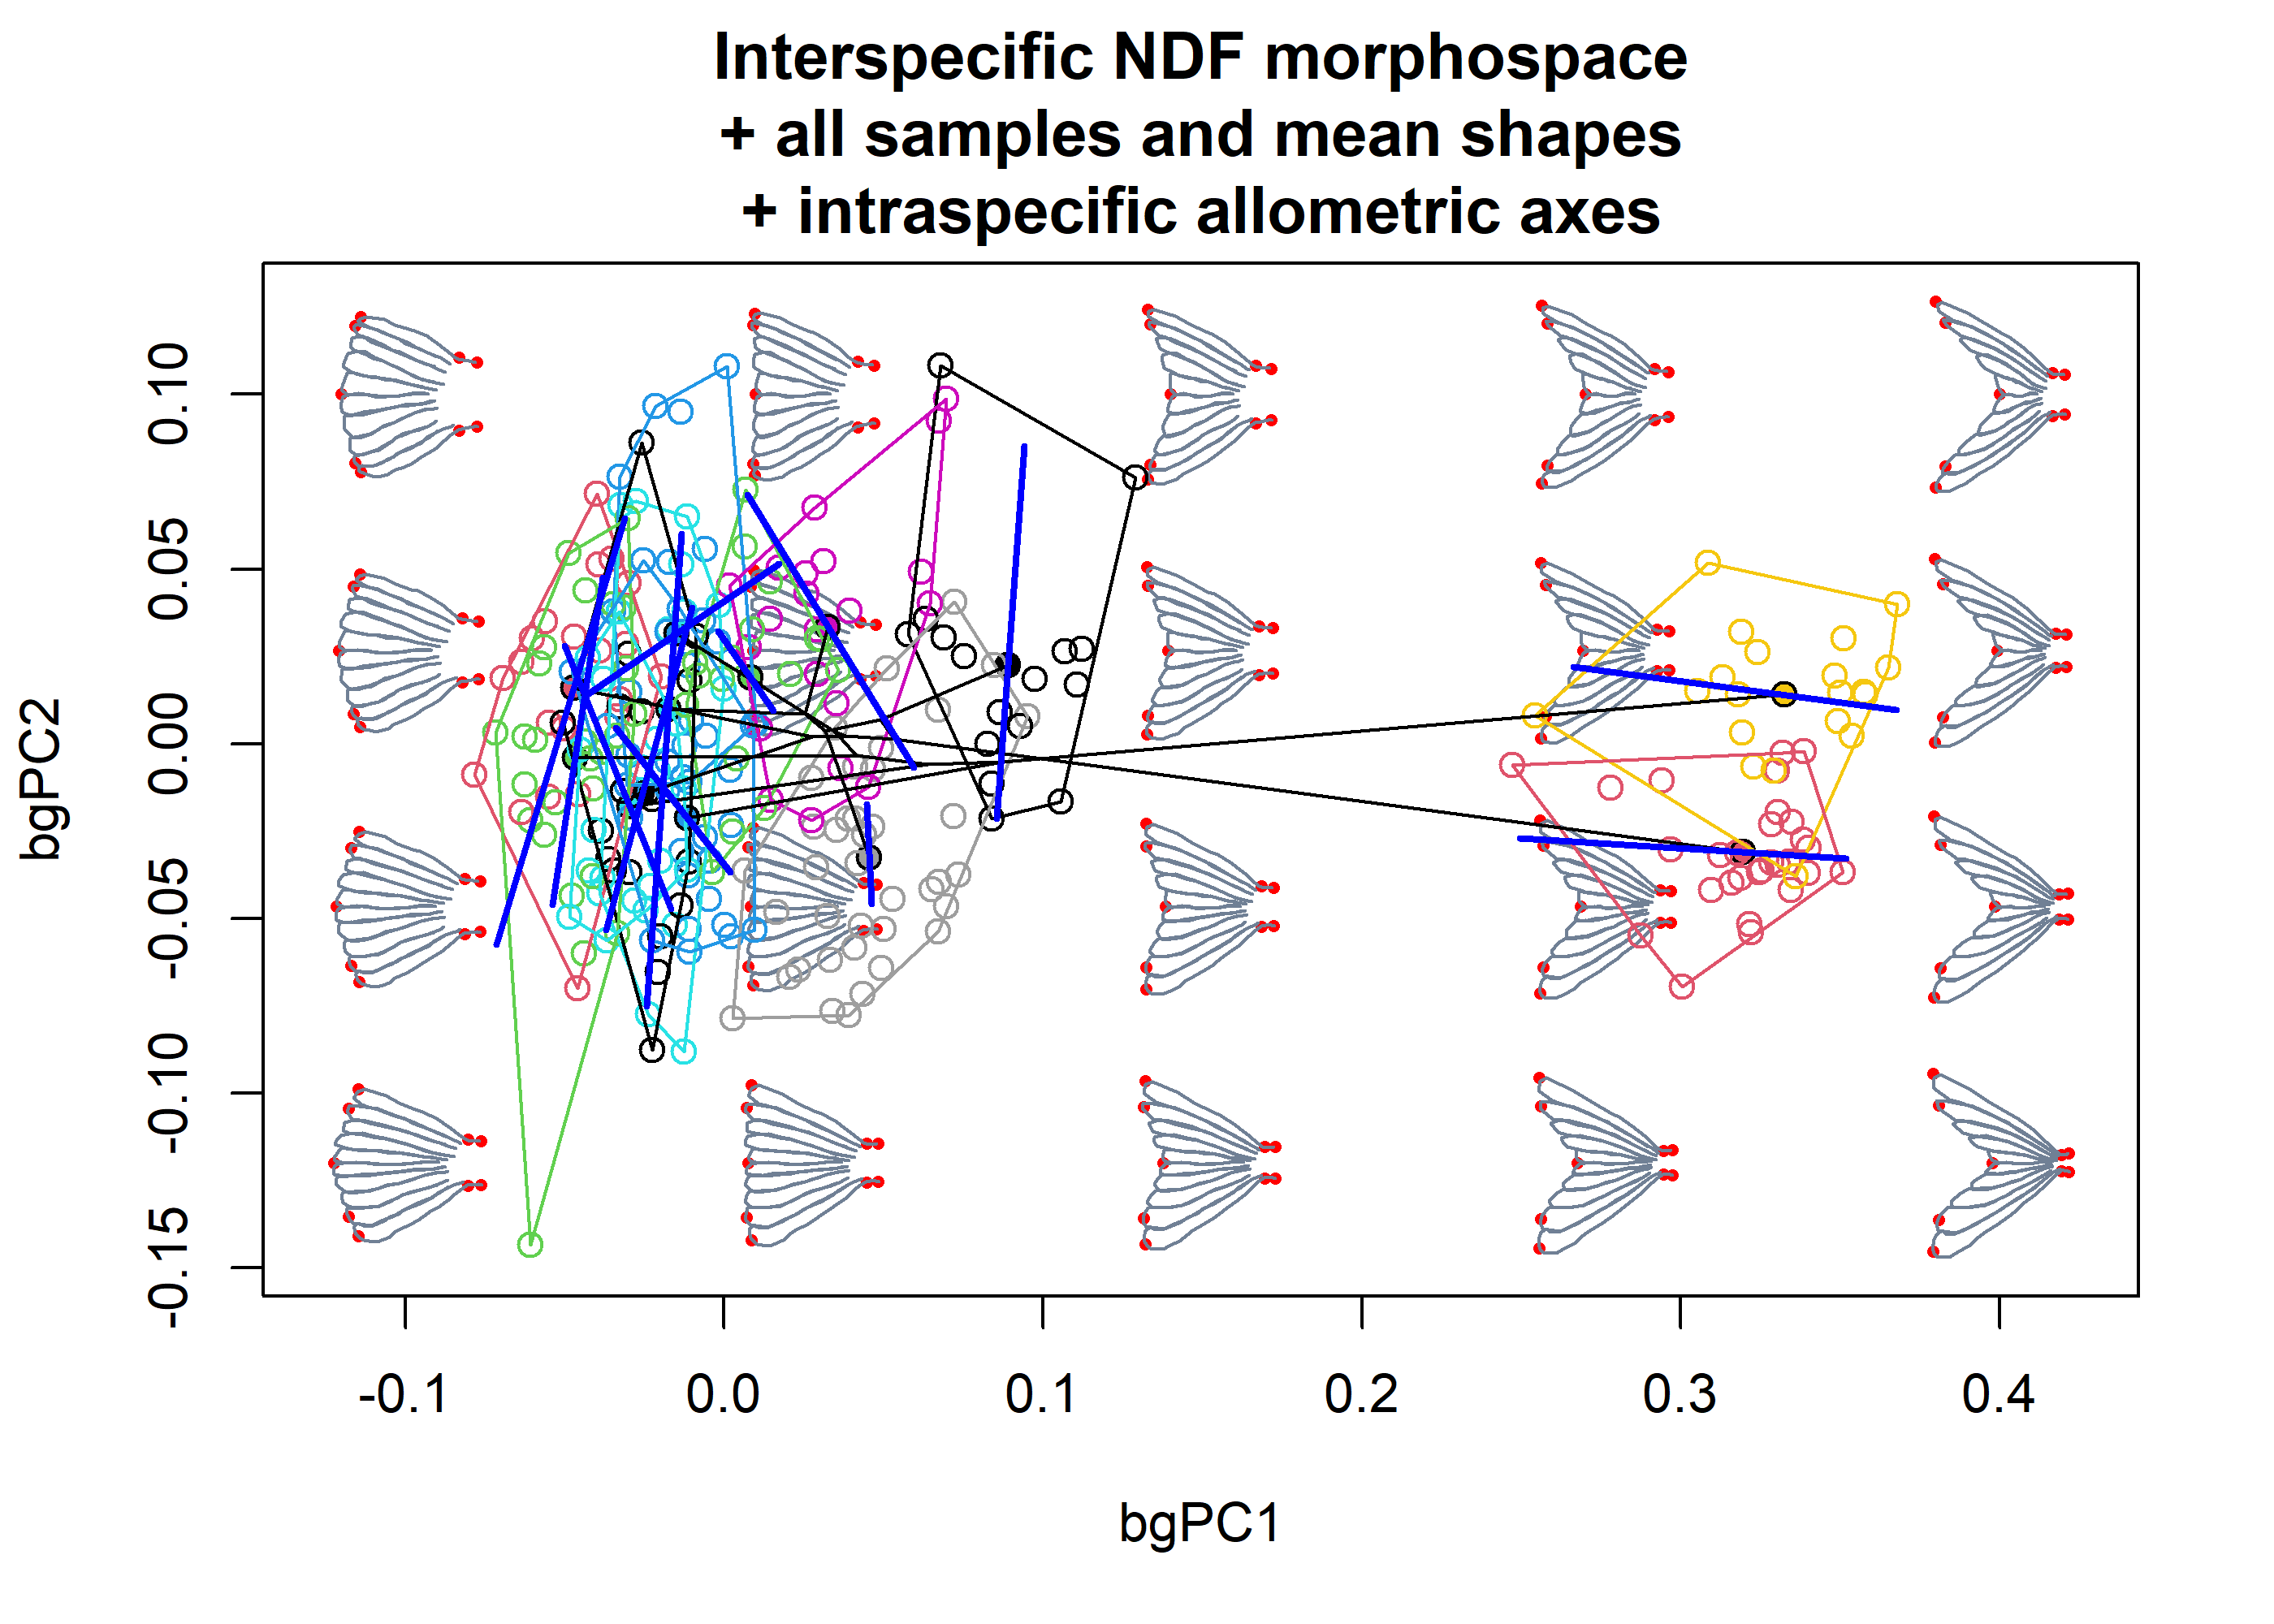 Interspecific NDF morphospace
+ all samples and mean shapes
+ intraspecific allometric axes
bgPC2
0.10
0.05
0.00
-0.05
-0.10
-0.15
-0.1 0.0 0.1 0.2 0.3 0.4
bgPC1